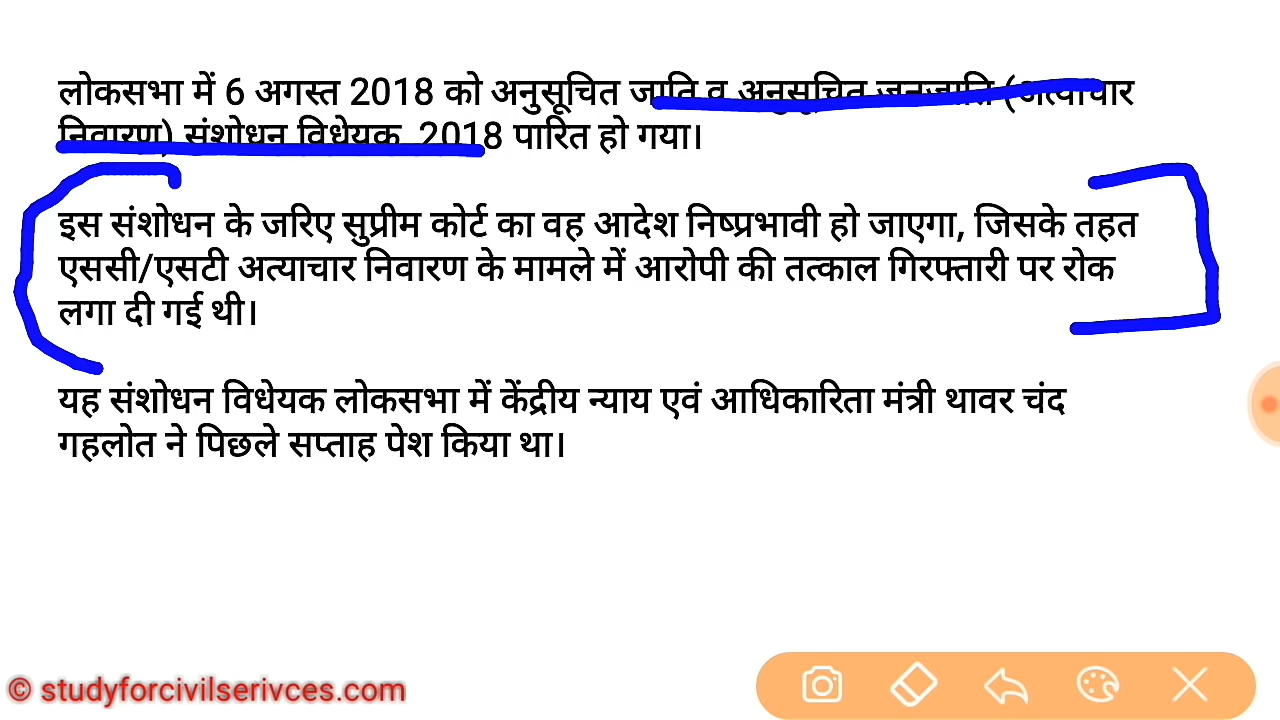 लोकसभा में 6 अगस्त 2018 को अनुसूचित जाति व अनुसूचित जनजाति (अत्याचार
निवारण) संशोधन विधेयक, 2018 पारित हो गया।
इस संशोधन के जरिए सुप्रीम कोर्ट का वह आदेश निष्प्रभावी हो जाएगा, जिसके तहत
एससी/एसटी अत्याचार निवारण के मामले में आरोपी की तत्काल गिरफ्तारी पर रोक
लगा दी गई थी।
यह संशोधन विधेयक लोकसभा में केंद्रीय न्याय एवं आधिकारिता मंत्री थावर चंद
गहलोत ने पिछले सप्ताह पेश किया था।
© studyforcivilserivces.com